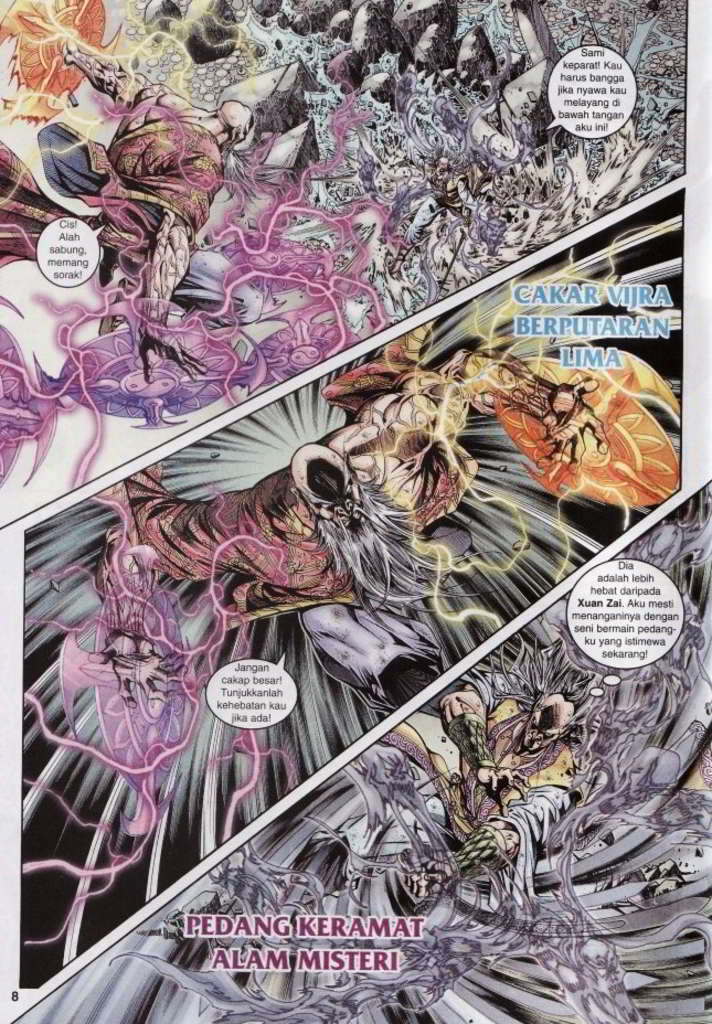 Sami
keparat! Kau
harus bangga
jika nyawa kau
melayang di
bawah tangan
aku ini!
Cis!
Alah
sabung,
memang
sorak!
CAKAR VIJRA
BERPUTARAN
LIMA
Jangan
cakap besar!
Tunjukkanlah
kehebatan kau
jika ada!
Dia
adalah lebih
hebat daripada
Xuan Zai. Aku mesti
menanganinya dengan
seni bermain pedang-
ku yang istimewa
sekarang!
PEDANG KERAMAT
ALAM MISTERI
8